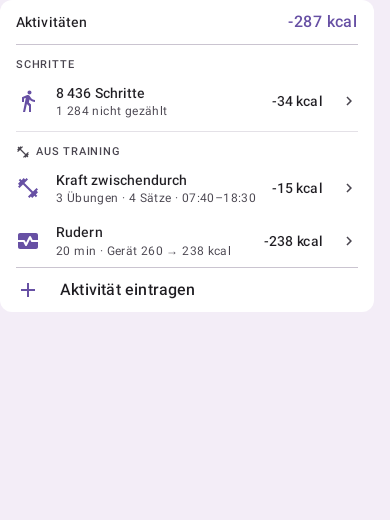 Aktivitäten
-287 kcal
SCHRITTE
8 436 Schritte
-34 kcal
1 284 nicht gezählt
AUS TRAINING
Kraft zwischendurch
-15 kcal
3 Übungen · 4 Sätze · 07:40–18:30
Rudern
-238 kcal
20 min · Gerät 260 → 238 kcal
Aktivität eintragen